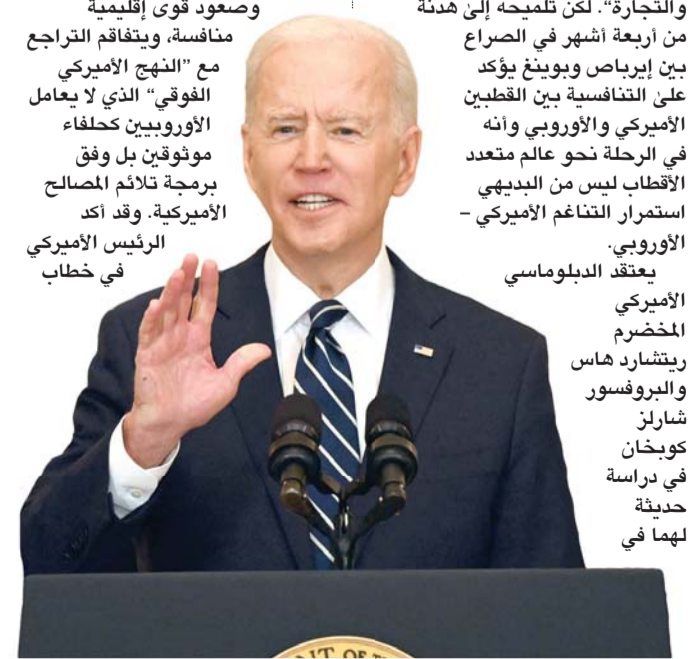 والتجارة“. لكن تلميحه إلىٰ هدنة
من أربعة أشهر في الصراع
بين إيرباص وبوينغ يؤكد
علىٰ التنافسية بين القطبين
الأميركي والأوروبي وأنه
في الرحلة نحو عالم متعدد
الأقطاب ليس من البديهي
استمرار التناغم الأميركي –
الأوروبي.
يعتقد الدبلوماسي
الأميركي
المخضرم
ريتشارد هاس
والبروفسور
شارلز
كوبخان
في دراسة
حديثة
لهما في
وصعود قوى إقليمية
منافسة، ويتفاقم التراجع
مع ”النهج الأميركي
الفوقي“ الذي لا يعامل
الأوروبيين كحلفاء
موثوقين بل وفق
برمجة تلائم المصالح
الأميركية. وقد أكد
الرئيس الأميركي
في خطاب
OF